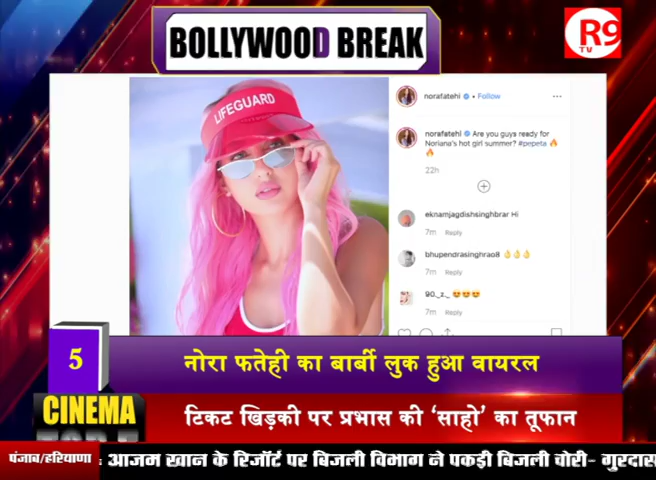 BOLLYWOOD BREAK
R9
TV
LIFEGUARD
norafatehi • Follow
norafatehi Are you guys ready for
Noriana's hot girl summer? #pepeta 🔥
🔥
22h
eknamjagdishsinghbrar Hi
7m Reply
bhupendrasinghrao8 👌👌👌
7m Reply
90._.z._ 😍😍😍
7m Reply
5
नोरा फतेही का बार्बी लुक हुआ वायरल
CINEMA
टिकट खिड़की पर प्रभास की ‘साहो’ का तूफान
पंजाब/हरियाणा : आजम खान के रिजॉर्ट पर बिजली विभाग ने पकड़ी बिजली चोरी- गुरदास